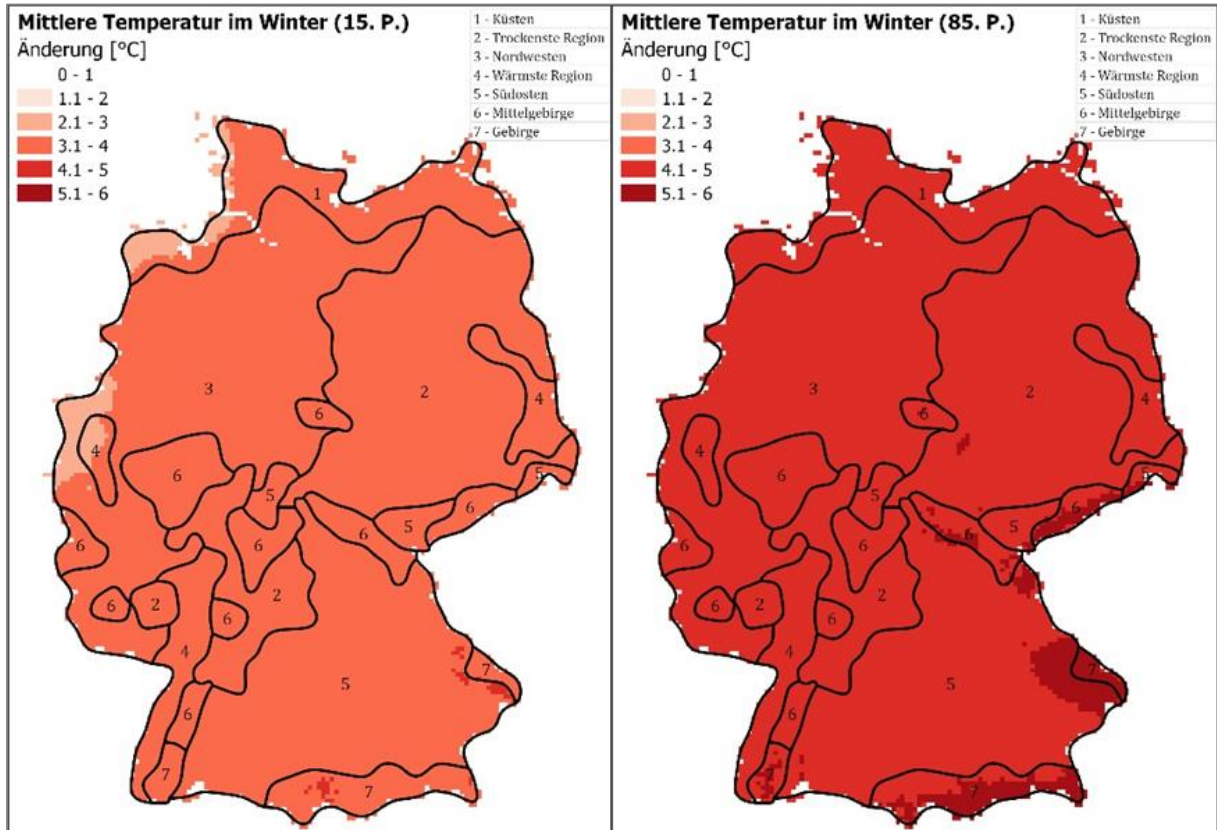 Mittlere Temperatur im Winter (15. P.)
Änderung [°C]
0 - 1
1.1 - 2
2.1 - 3
3.1 - 4
4.1 - 5
5.1 - 6
1 - Küsten
2 - Trockenste Region
3 - Nordwesten
4 - Wärmste Region
5 - Südosten
6 - Mittelgebirge
7 - Gebirge
1
3
2
6
4
4
6
5
5
6
5
6
6
6
6
2
2
6
4
5
7
6
7
7
Mittlere Temperatur im Winter (85. P.)
Änderung [°C]
0 - 1
1.1 - 2
2.1 - 3
3.1 - 4
4.1 - 5
5.1 - 6
1 - Küsten
2 - Trockenste Region
3 - Nordwesten
4 - Wärmste Region
5 - Südosten
6 - Mittelgebirge
7 - Gebirge
1
3
2
6
4
4
6
5
5
6
5
6
6
6
6
2
2
6
4
5
7
6
7
7